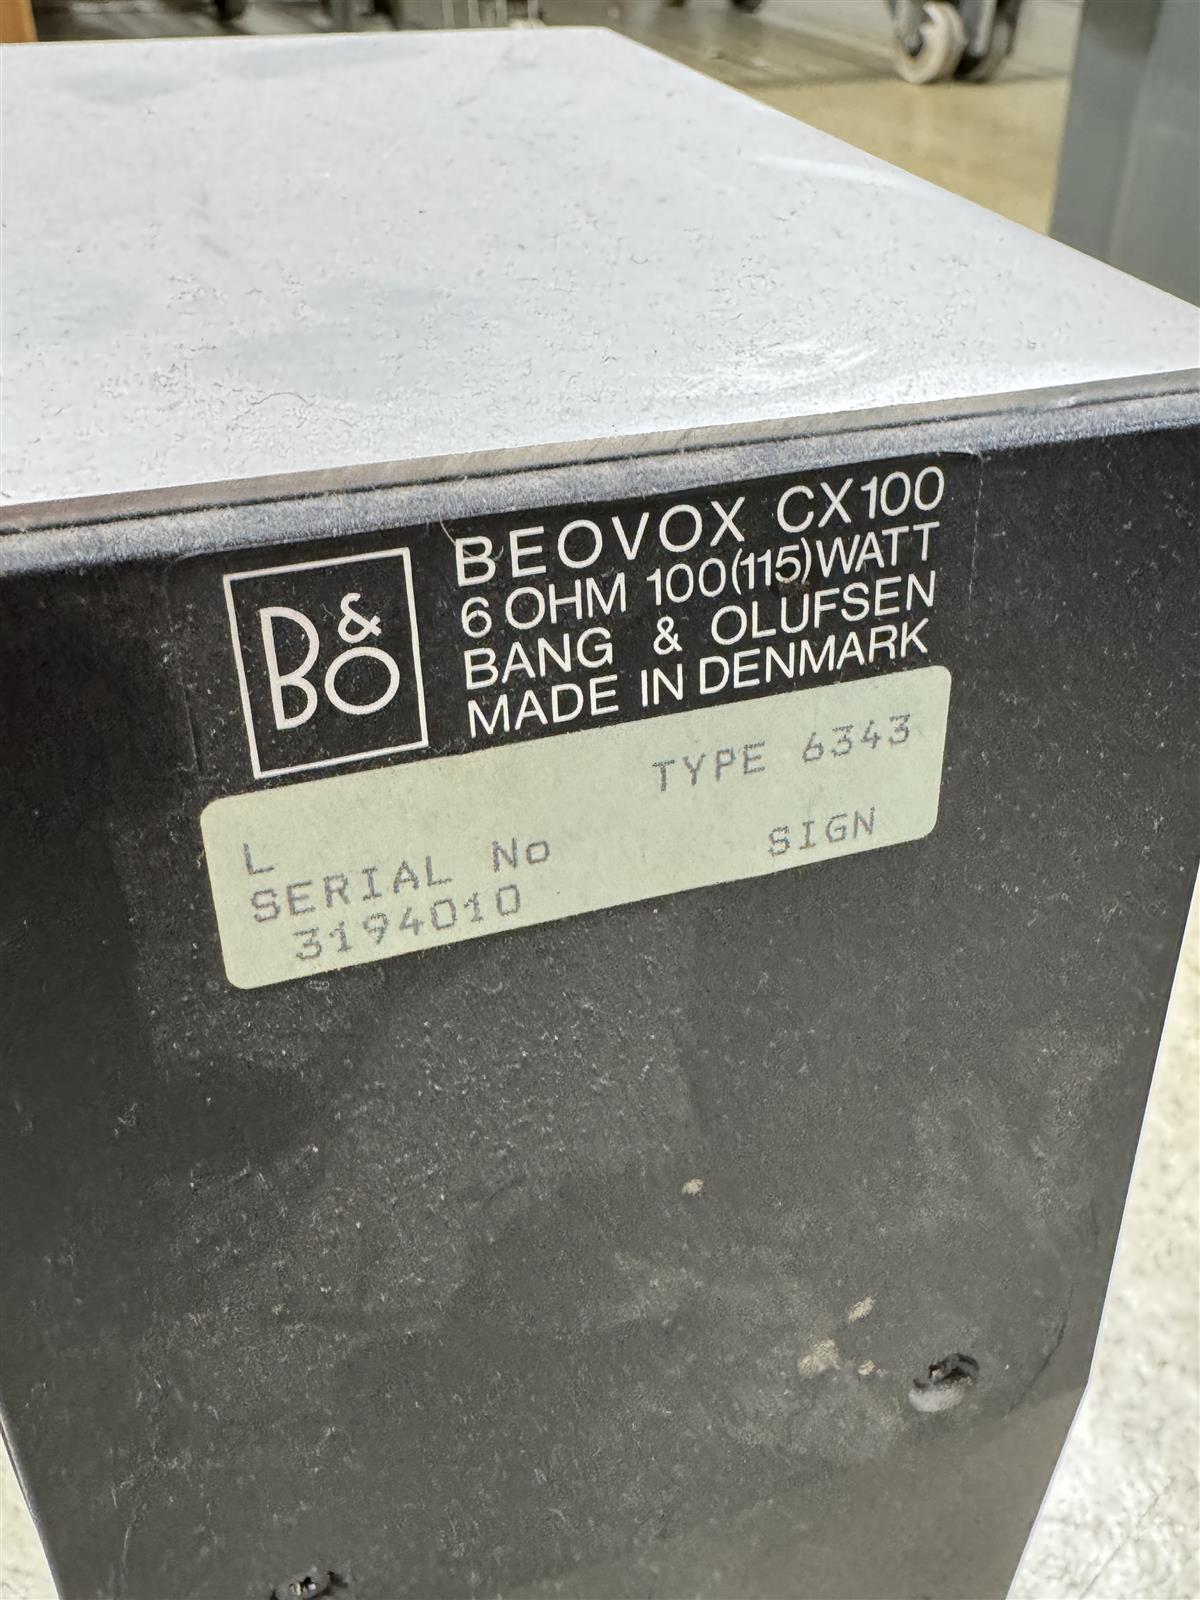 B&O
BEOVOX CX100
6 OHM 100(115)WATT
BANG & OLUFSEN
MADE IN DENMARK
TYPE 6343
L
SERIAL No SIGN
3194010